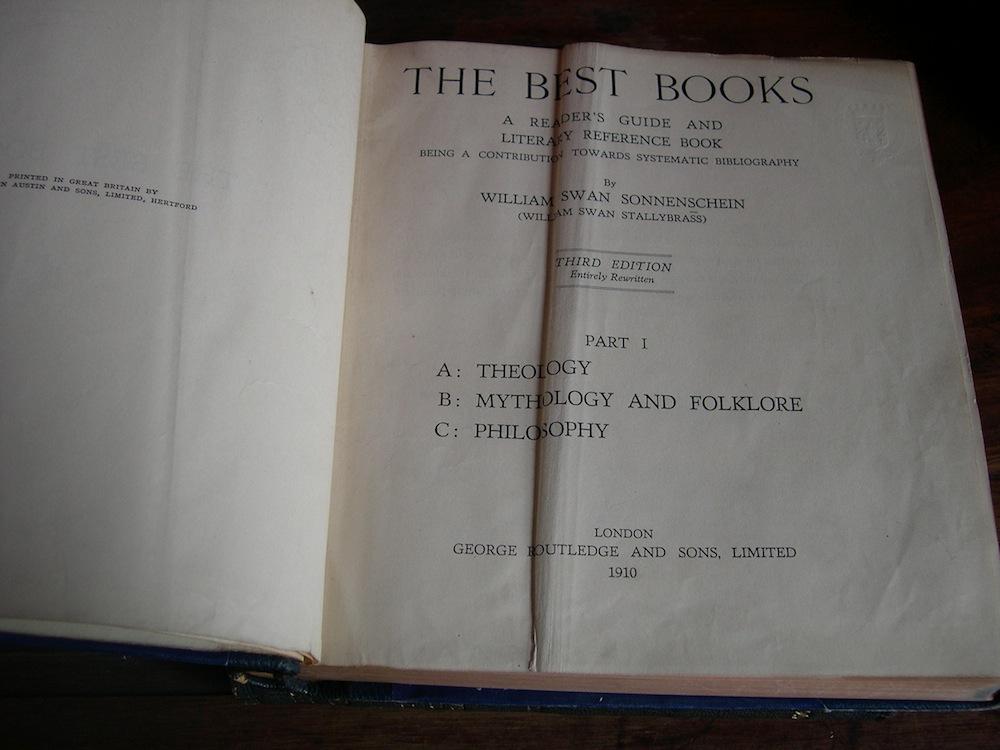 PRINTED IN GREAT BRITAIN BY
AUSTIN AND SONS, LIMITED, HERTFORD
THE BEST BOOKS
A READER'S GUIDE AND
LITERARY REFERENCE BOOK
BEING A CONTRIBUTION TOWARDS SYSTEMATIC BIBLIOGRAPHY
By
WILLIAM SWAN SONNENSCHEIN
(WILLIAM SWAN STALLYBRASS)
THIRD EDITION
Entirely Rewritten
PART I
A: THEOLOGY
B: MYTHOLOGY AND FOLKLORE
C: PHILOSOPHY
LONDON
GEORGE ROUTLEDGE AND SONS, LIMITED
1910